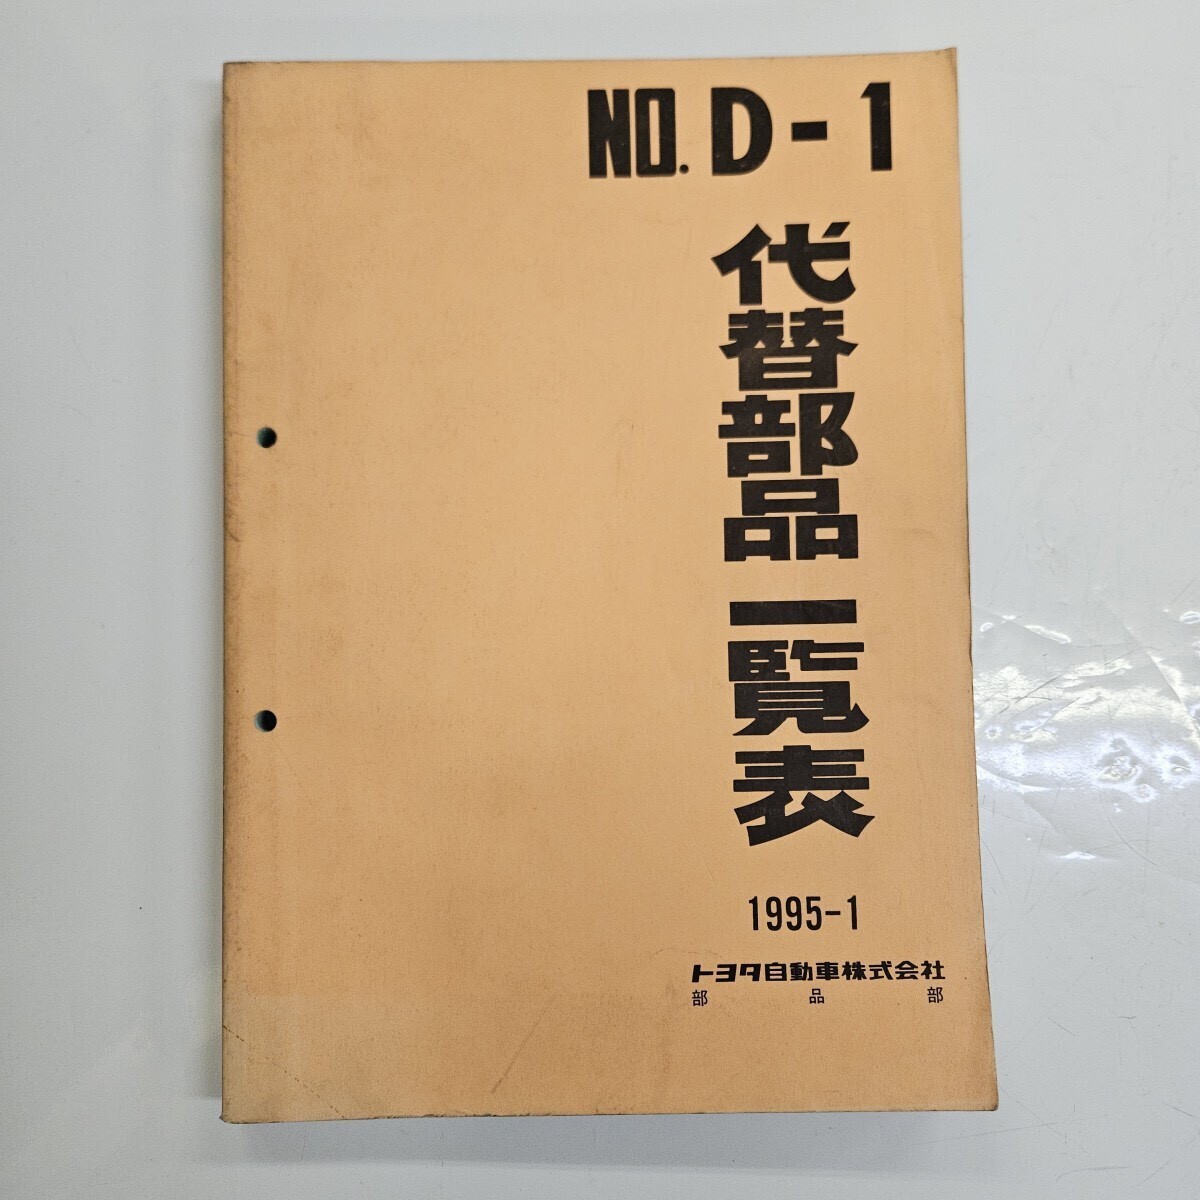 NO. D-1
代替部品一覧表
1995-1
トヨタ自動車株式会社
部品部